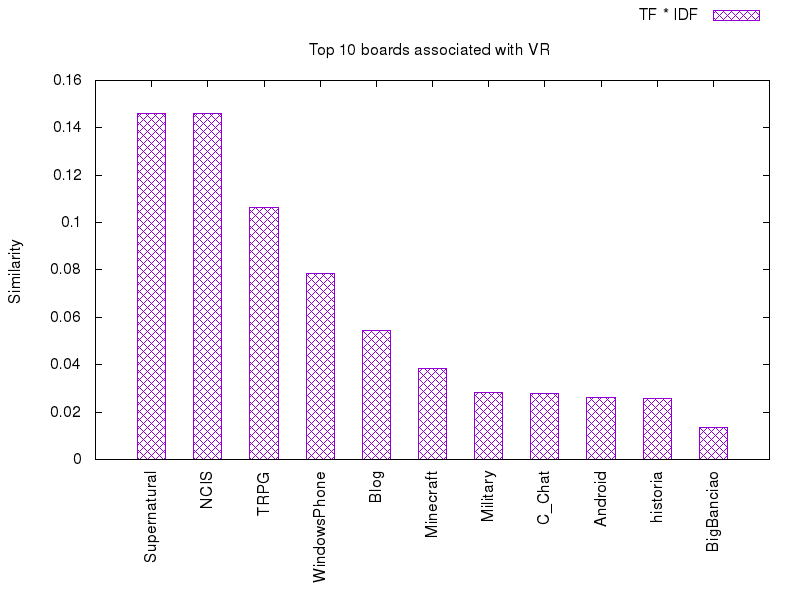 TF * IDF
Top 10 boards associated with VR
0.16
0.14
0.12
0.1
0.08
0.06
0.04
0.02
0
Similarity
Supernatural
NCIS
TRPG
WindowsPhone
Blog
Minecraft
Military
C_Chat
Android
historia
BigBanciao